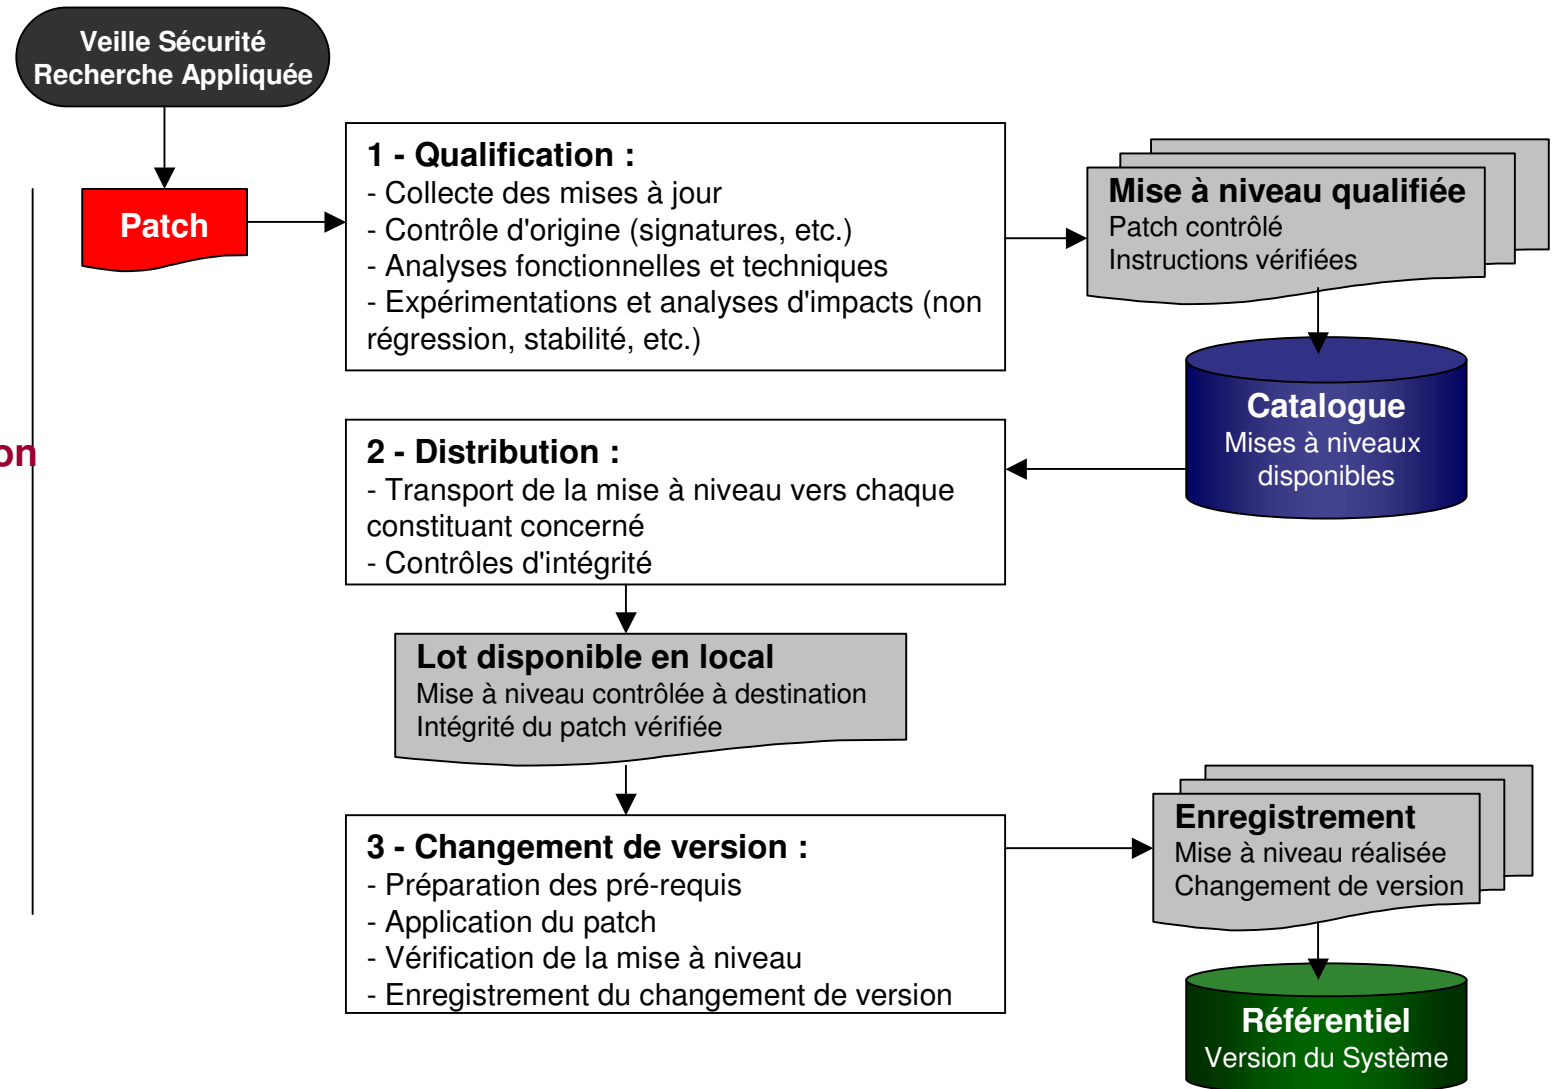 Veille Sécurité
Recherche Appliquée
Patch
1 - Qualification :
- Collecte des mises à jour
- Contrôle d'origine (signatures, etc.)
- Analyses fonctionnelles et techniques
- Expérimentations et analyses d'impacts (non
régression, stabilité, etc.)
Mise à niveau qualifiée
Patch contrôlé
Instructions vérifiées
Catalogue
Mises à niveaux
disponibles
on
2 - Distribution :
- Transport de la mise à niveau vers chaque
constituant concerné
- Contrôles d'intégrité
Lot disponible en local
Mise à niveau contrôlée à destination
Intégrité du patch vérifiée
3 - Changement de version :
- Préparation des pré-requis
- Application du patch
- Vérification de la mise à niveau
- Enregistrement du changement de version
Enregistrement
Mise à niveau réalisée
Changement de version
Référentiel
Version du Système